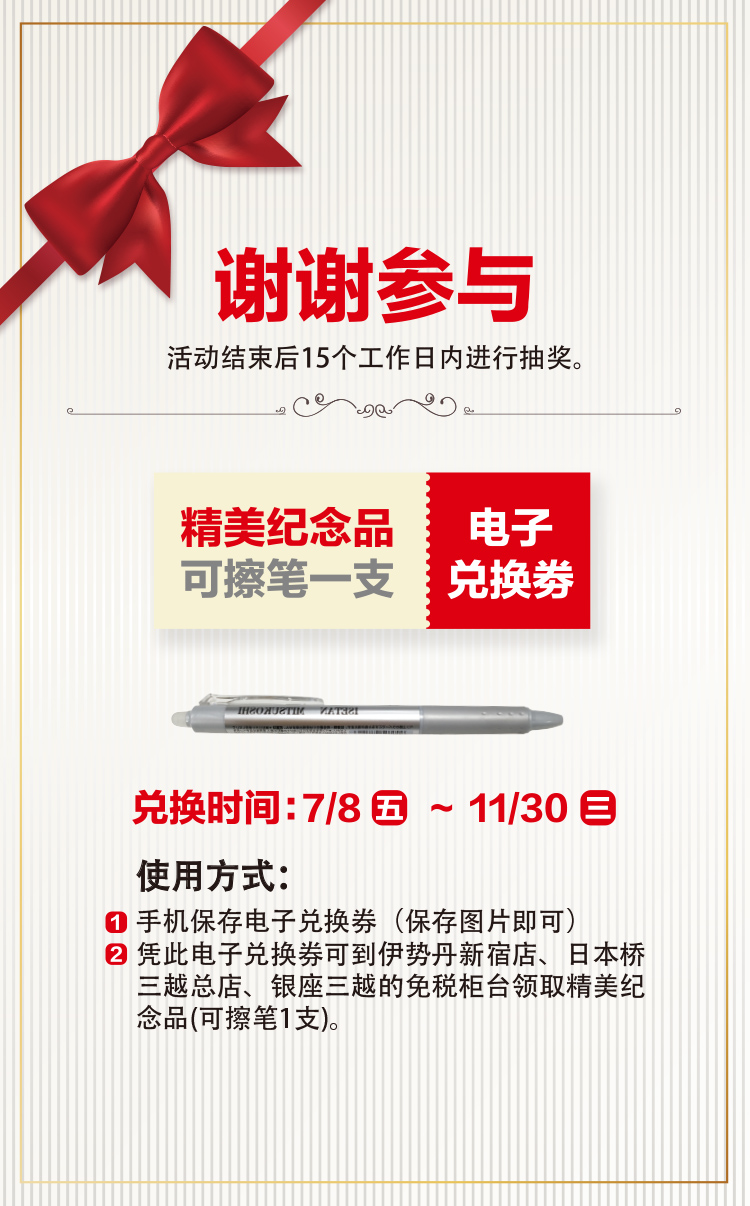 谢谢参与
活动结束后15个工作日内进行抽奖。
精美纪念品
可擦笔一支
电子
兑换劵
MITSUKOSHI ISETAN
兑换时间:7/8 五 ~ 11/30 三
使用方式:
1 手机保存电子兑换券(保存图片即可)
2 凭此电子兑换券可到伊势丹新宿店、日本桥
三越总店、银座三越的免税柜台领取精美纪
念品(可擦笔1支)。